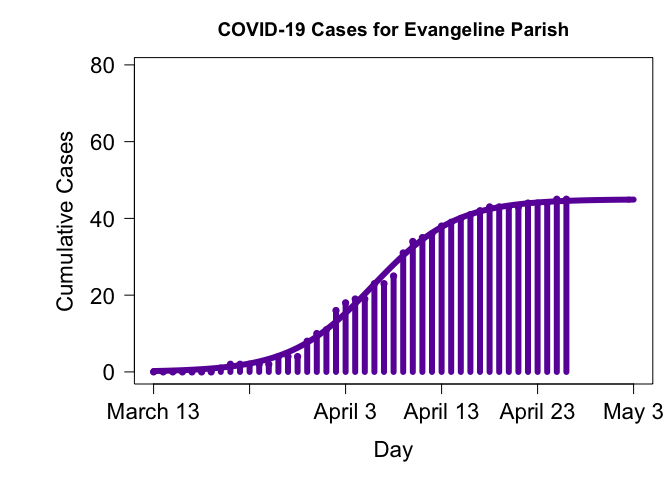 COVID-19 Cases for Evangeline Parish
80
60
40
20
0
Cumulative Cases
March 13 April 3 April 13 April 23 May 3
Day